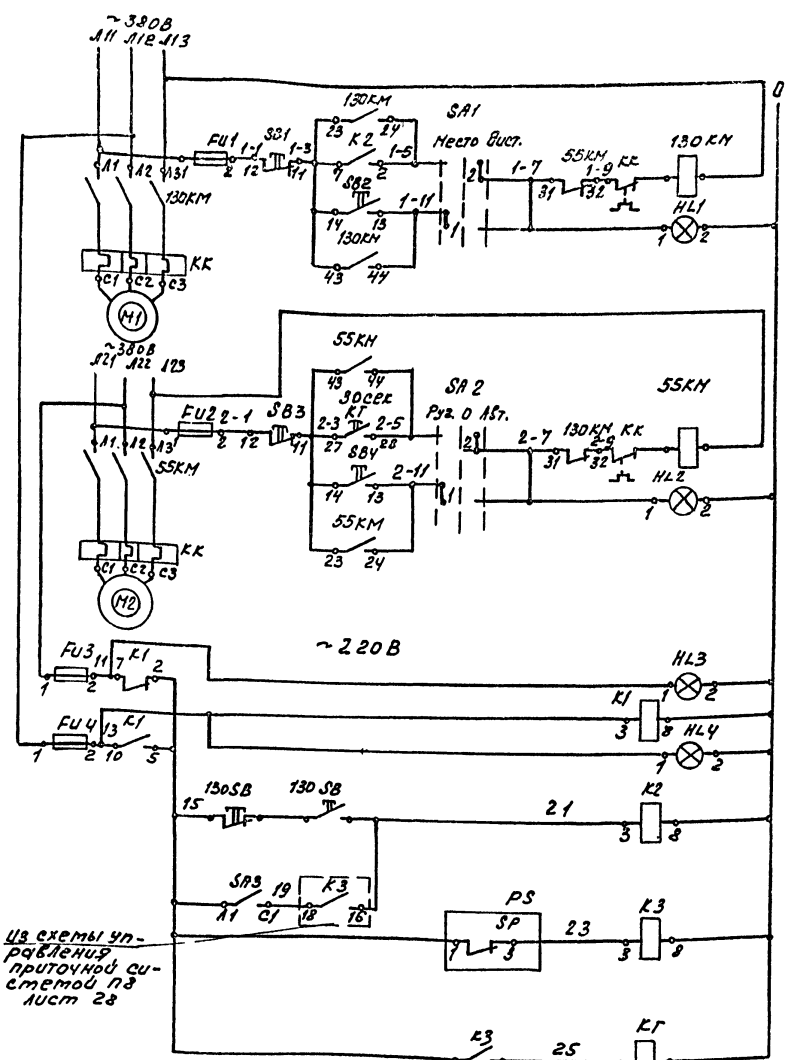 ~380В
Л11 Л12 Л13
0
130КМ
23 24
SA1
Место Дист.
FU1 1-1 SB1 1-3
2 12 11
К2 1-5
7 2
2 1-7
55КМ 1-9 КК
31 32
130КМ
Л1 Л2 Л31
130КМ
SB2 1-11
14 13
1
HL1
1 2
130КМ
43 44
КК
С1 С2 С3
М1
~380В
Л21 Л22 Л23
55КМ
43 44
30сек
КТ
2-3 2-5
27 28
SA2
Руч. 0 Авт.
55КМ
FU2 2-1 SB3
1 2 12 11
2 2-7
130КМ 2-9 КК
31 32
Л1 Л2 Л3
55КМ
SB4 2-11
14 13
1
HL2
1 2
55КМ
23 24
КК
С1 С2 С3
М2
~220В
FU3 11 7 К1 2
1 2
HL3
1 2
FU4 13 К1
1 2 10 5
К1
3 8
HL4
1 2
15 130SB 130SB
21
К2
3 8
SA3 19 К3
Л1 С1 18 16
PS
SP
1 3
23
К3
3 8
из схемы уп-
равления
приточной си-
стемой П8
лист 28
К3 25 КТ